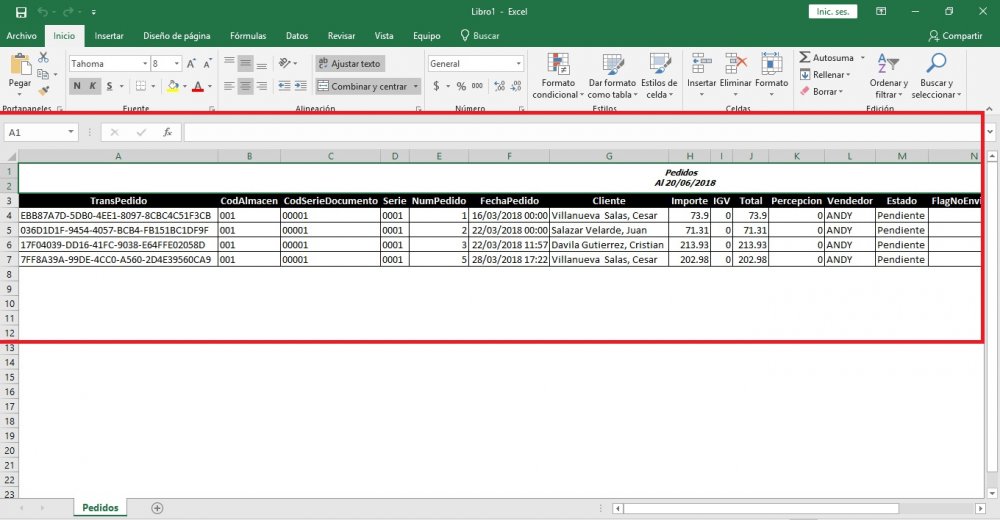 Libro1 - Excel
Inic. ses.
Archivo Inicio Insertar Diseño de página Fórmulas Datos Revisar Vista Equipo Buscar Compartir
Pegar
Tahoma 8
N K S
Ajustar texto
Combinar y centrar
General
$ % 000
Formato condicional
Dar formato como tabla
Estilos de celda
Insertar Eliminar Formato
Autosuma
Rellenar
Borrar
Ordenar y filtrar
Buscar y seleccionar
Portapapeles Fuente Alineación Número Estilos Celdas Edición
A1 fx
A B C D E F G H I J K L M N
1 Pedidos
2 Al 20/06/2018
3 TransPedido CodAlmacen CodSerieDocumento Serie NumPedido FechaPedido Cliente Importe IGV Total Percepcion Vendedor Estado FlagNoEnvi
4 EBB87A7D-5DB0-4EE1-8097-8CBC4C51F3CB 001 00001 0001 1 16/03/2018 00:00 Villanueva Salas, Cesar 73.9 0 73.9 0 ANDY Pendiente
5 036D1D1F-9454-4057-BCB4-FB151BC1DF9F 001 00001 0001 2 22/03/2018 00:00 Salazar Velarde, Juan 71.31 0 71.31 0 ANDY Pendiente
6 17F04039-DD16-41FC-9038-E64FFE02058D 001 00001 0001 3 22/03/2018 11:57 Davila Gutierrez, Cristian 213.93 0 213.93 0 ANDY Pendiente
7 7FF8A39A-99DE-4CC0-A560-2D4E39560CA9 001 00001 0001 5 28/03/2018 17:22 Villanueva Salas, Cesar 202.98 0 202.98 0 ANDY Pendiente
8
9
10
11
12
13
14
15
16
17
18
19
20
21
22
23
Pedidos